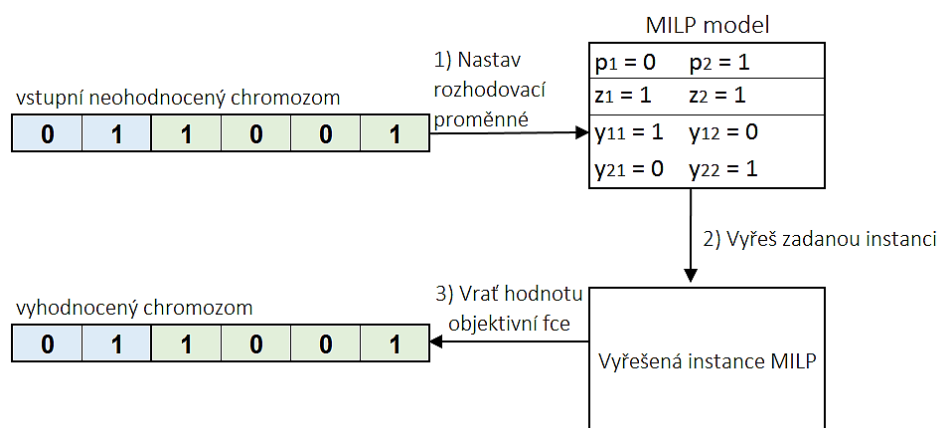 MILP model
p1 = 0 p2 = 1
z1 = 1 z2 = 1
y11 = 1 y12 = 0
y21 = 0 y22 = 1
vstupní neohodnocený chromozom
0 1 1 0 0 1
1) Nastav
rozhodovací
proměnné
2) Vyřeš zadanou instanci
Vyřešená instance MILP
3) Vrať hodnotu
objektivní fce
vyhodnocený chromozom
0 1 1 0 0 1